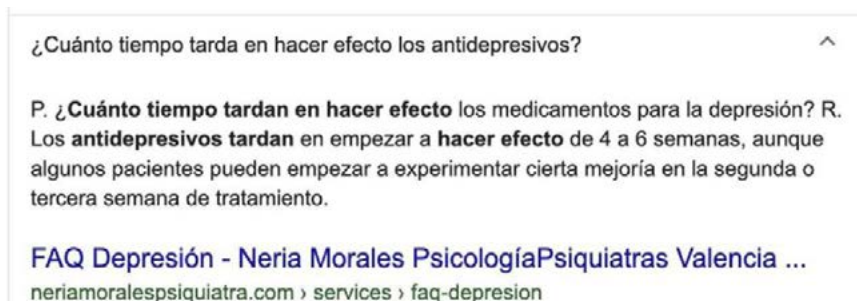 ¿Cuánto tiempo tarda en hacer efecto los antidepresivos?
P. ¿Cuánto tiempo tardan en hacer efecto los medicamentos para la depresión? R.
Los antidepresivos tardan en empezar a hacer efecto de 4 a 6 semanas, aunque
algunos pacientes pueden empezar a experimentar cierta mejoría en la segunda o
tercera semana de tratamiento.
FAQ Depresión - Neria Morales PsicologíaPsiquiatras Valencia ...
neriamoralespsiquiatra.com › services › faq-depresion